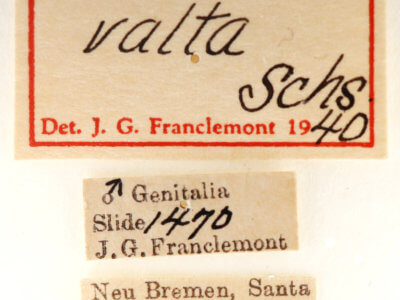 valta
Schs.
Det. J. G. Franclemont 1940
♂ Genitalia
Slide 1470
J. G. Franclemont
Neu Bremen, Santa